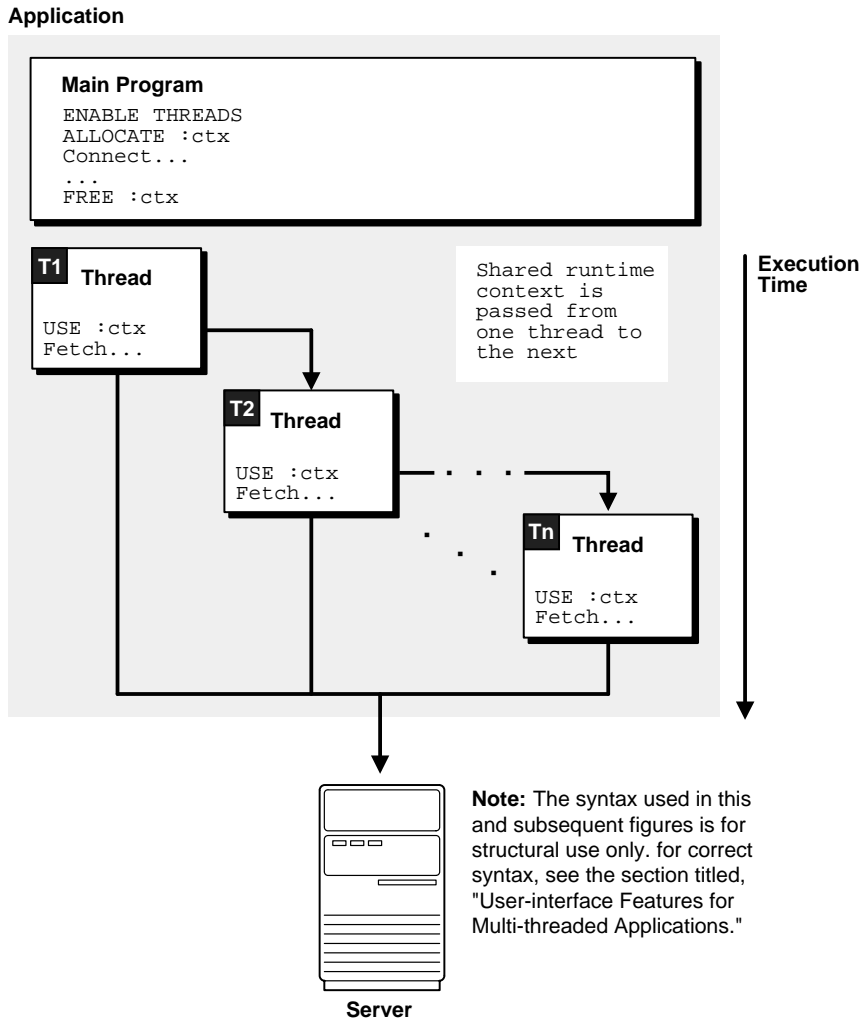 Application
Main Program
ENABLE THREADS
ALLOCATE :ctx
Connect...
...
FREE :ctx
T1
Thread
USE :ctx
Fetch...
Shared runtime
context is
passed from
one thread to
the next
Execution
Time
T2
Thread
USE :ctx
Fetch...
Tn
Thread
USE :ctx
Fetch...
Note: The syntax used in this
and subsequent figures is for
structural use only. for correct
syntax, see the section titled,
"User-interface Features for
Multi-threaded Applications."
Server